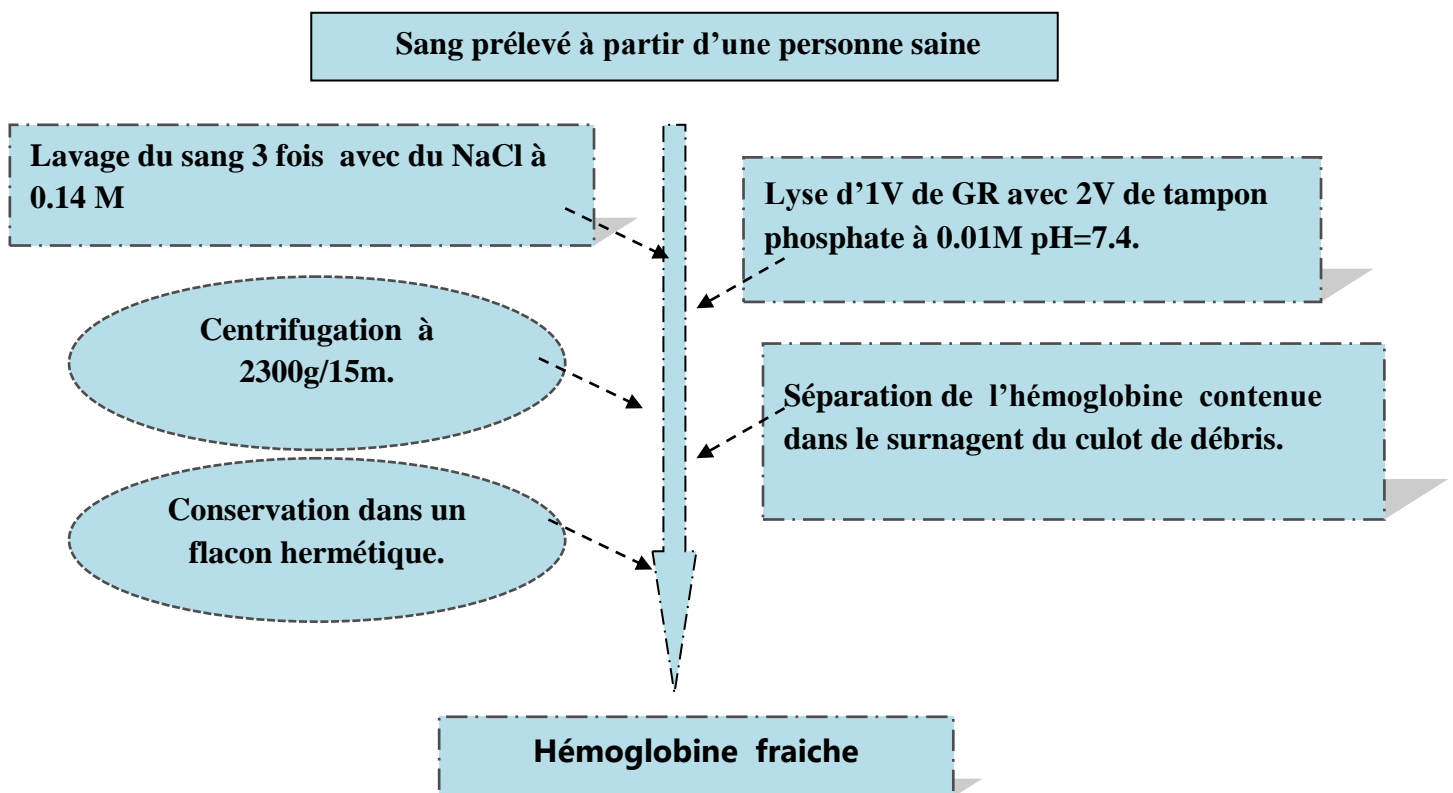 Sang prélevé à partir d’une personne saine
Lavage du sang 3 fois avec du NaCl à
0.14 M
Lyse d’1V de GR avec 2V de tampon
phosphate à 0.01M pH=7.4.
Centrifugation à
2300g/15m.
Séparation de l’hémoglobine contenue
dans le surnagent du culot de débris.
Conservation dans un
flacon hermétique.
Hémoglobine fraiche